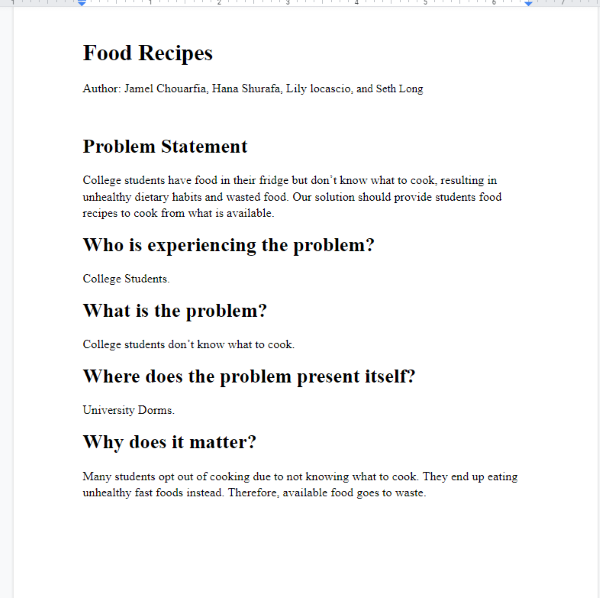 Food Recipes
Author: Jamel Chouarfia, Hana Shurafa, Lily locascio, and Seth Long
Problem Statement
College students have food in their fridge but don't know what to cook, resulting in
unhealthy dietary habits and wasted food. Our solution should provide students food
recipes to cook from what is available.
Who is experiencing the problem?
College Students.
What is the problem?
College students don't know what to cook.
Where does the problem present itself?
University Dorms.
Why does it matter?
Many students opt out of cooking due to not knowing what to cook. They end up eating
unhealthy fast foods instead. Therefore, available food goes to waste.